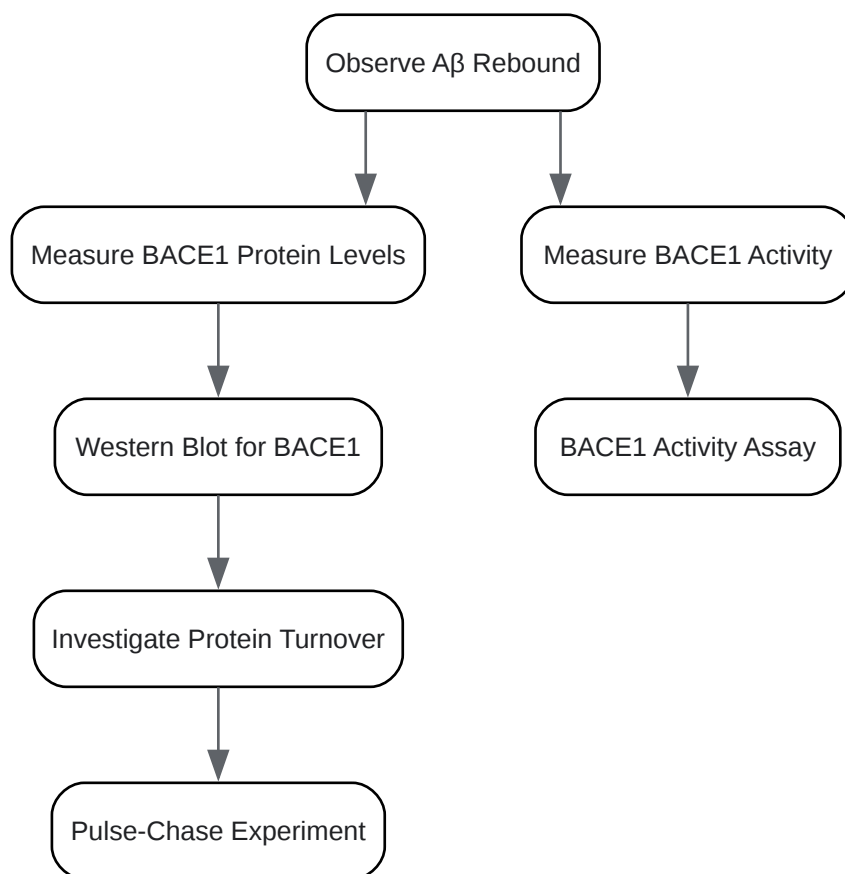 Observe Aβ Rebound
Measure BACE1 Protein Levels
Measure BACE1 Activity
Western Blot for BACE1
BACE1 Activity Assay
Investigate Protein Turnover
Pulse-Chase Experiment